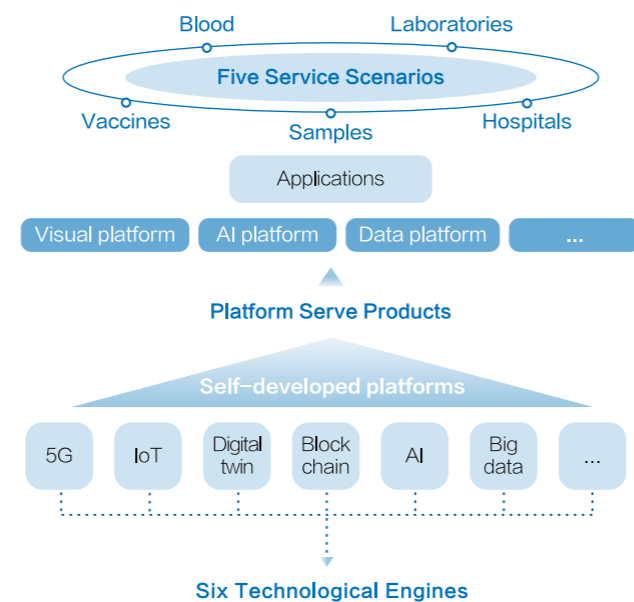 Blood
Laboratories
Five Service Scenarios
Vaccines
Samples
Hospitals
Applications
Visual platform
AI platform
Data platform
...
Platform Serve Products
Self-developed platforms
5G
IoT
Digital
twin
Block
chain
AI
Big
data
...
Six Technological Engines